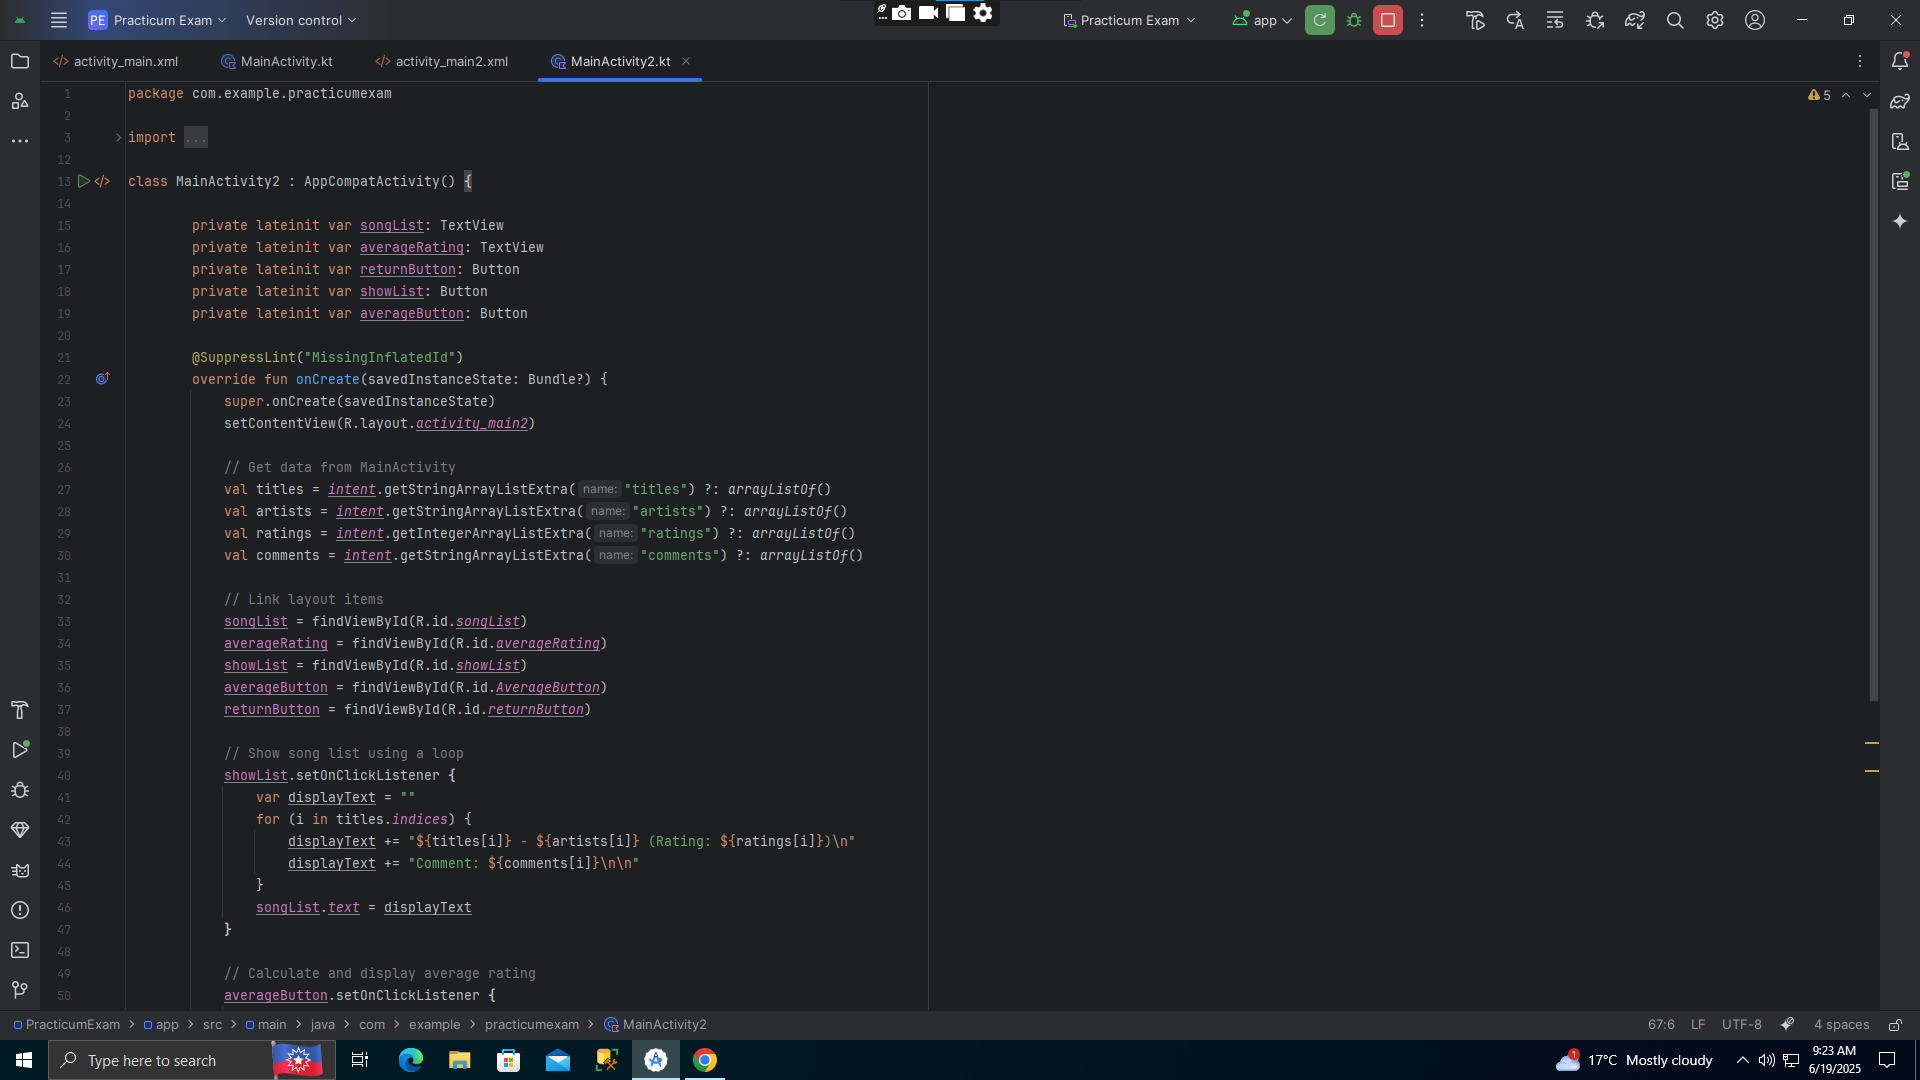 PE Practicum Exam Version control
Practicum Exam app
activity_main.xml MainActivity.kt activity_main2.xml MainActivity2.kt
5
1 package com.example.practicumexam
2
3 import ...
12
13 class MainActivity2 : AppCompatActivity() {
14
15 private lateinit var songList: TextView
16 private lateinit var averageRating: TextView
17 private lateinit var returnButton: Button
18 private lateinit var showList: Button
19 private lateinit var averageButton: Button
20
21 @SuppressLint("MissingInflatedId")
22 override fun onCreate(savedInstanceState: Bundle?) {
23 super.onCreate(savedInstanceState)
24 setContentView(R.layout.activity_main2)
25
26 // Get data from MainActivity
27 val titles = intent.getStringArrayListExtra( name: "titles") ?: arrayListOf()
28 val artists = intent.getStringArrayListExtra( name: "artists") ?: arrayListOf()
29 val ratings = intent.getIntegerArrayListExtra( name: "ratings") ?: arrayListOf()
30 val comments = intent.getStringArrayListExtra( name: "comments") ?: arrayListOf()
31
32 // Link layout items
33 songList = findViewById(R.id.songList)
34 averageRating = findViewById(R.id.averageRating)
35 showList = findViewById(R.id.showList)
36 averageButton = findViewById(R.id.AverageButton)
37 returnButton = findViewById(R.id.returnButton)
38
39 // Show song list using a loop
40 showList.setOnClickListener {
41 var displayText = ""
42 for (i in titles.indices) {
43 displayText += "${titles[i]} - ${artists[i]} (Rating: ${ratings[i]})\n"
44 displayText += "Comment: ${comments[i]}\n\n"
45 }
46 songList.text = displayText
47 }
48
49 // Calculate and display average rating
50 averageButton.setOnClickListener {
PracticumExam > app > src > main > java > com > example > practicumexam > MainActivity2 67:6 LF UTF-8 4 spaces
Type here to search 1 17°C Mostly cloudy 9:23 AM
6/19/2025